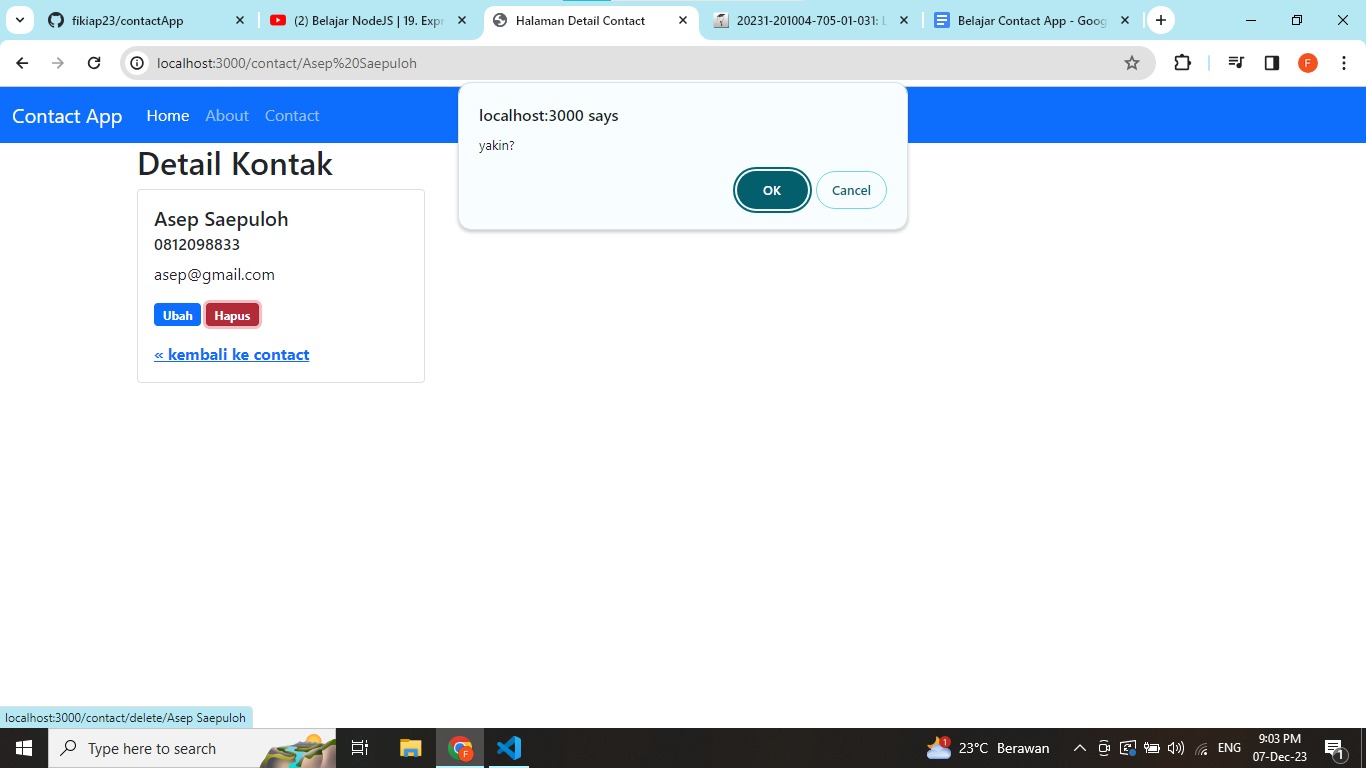 fikiap23/contactApp
(2) Belajar NodeJS | 19. Expr
Halaman Detail Contact
20231-201004-705-01-031: L
Belajar Contact App - Goog
localhost:3000/contact/Asep%20Saepuloh
F
Contact App Home About Contact
localhost:3000 says
yakin?
OK Cancel
Detail Kontak
Asep Saepuloh
0812098833
asep@gmail.com
Ubah Hapus
« kembali ke contact
localhost:3000/contact/delete/Asep Saepuloh
Type here to search
F
1
23°C Berawan
ENG
9:03 PM
07-Dec-23
1